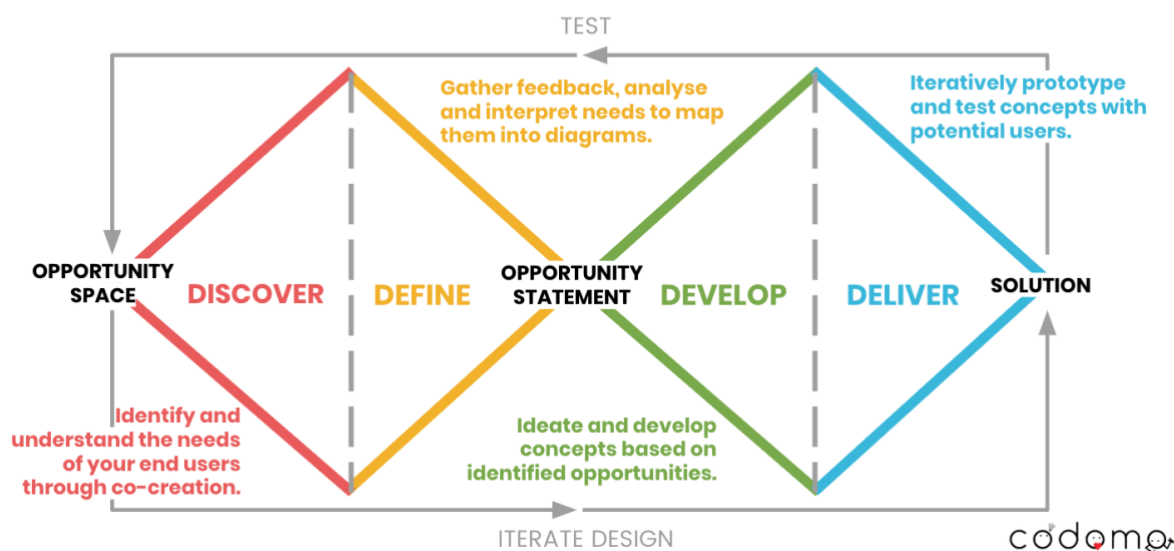 TEST
Gather feedback, analyse
and interpret needs to map
them into diagrams.
Iteratively prototype
and test concepts with
potential users.
OPPORTUNITY
SPACE
DISCOVER
DEFINE
OPPORTUNITY
STATEMENT
DEVELOP
DELIVER
SOLUTION
Identify and
understand the needs
of your end users
through co-creation.
Ideate and develop
concepts based on
identified opportunities.
ITERATE DESIGN
codoma